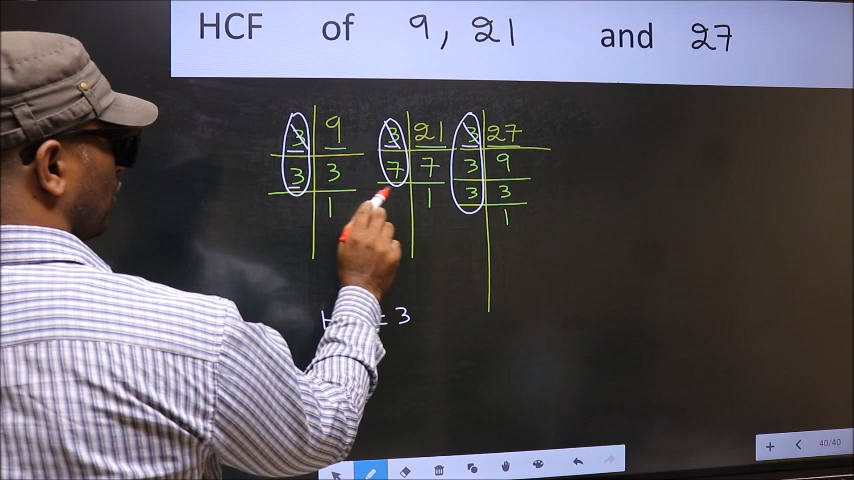 HCF of 9, 21 and 27
3 9 3 21 3 27
3 3 7 7 3 9
1 1 3 3
1
= 3
40/40